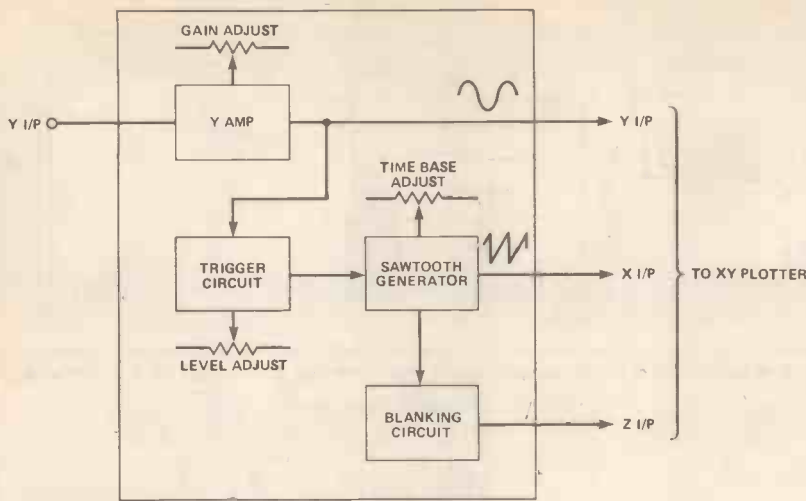 GAIN ADJUST
Y I/P
Y AMP
Y I/P
TIME BASE
ADJUST
TRIGGER
CIRCUIT
SAWTOOTH
GENERATOR
X I/P
TO XY PLOTTER
LEVEL ADJUST
BLANKING
CIRCUIT
Z I/P